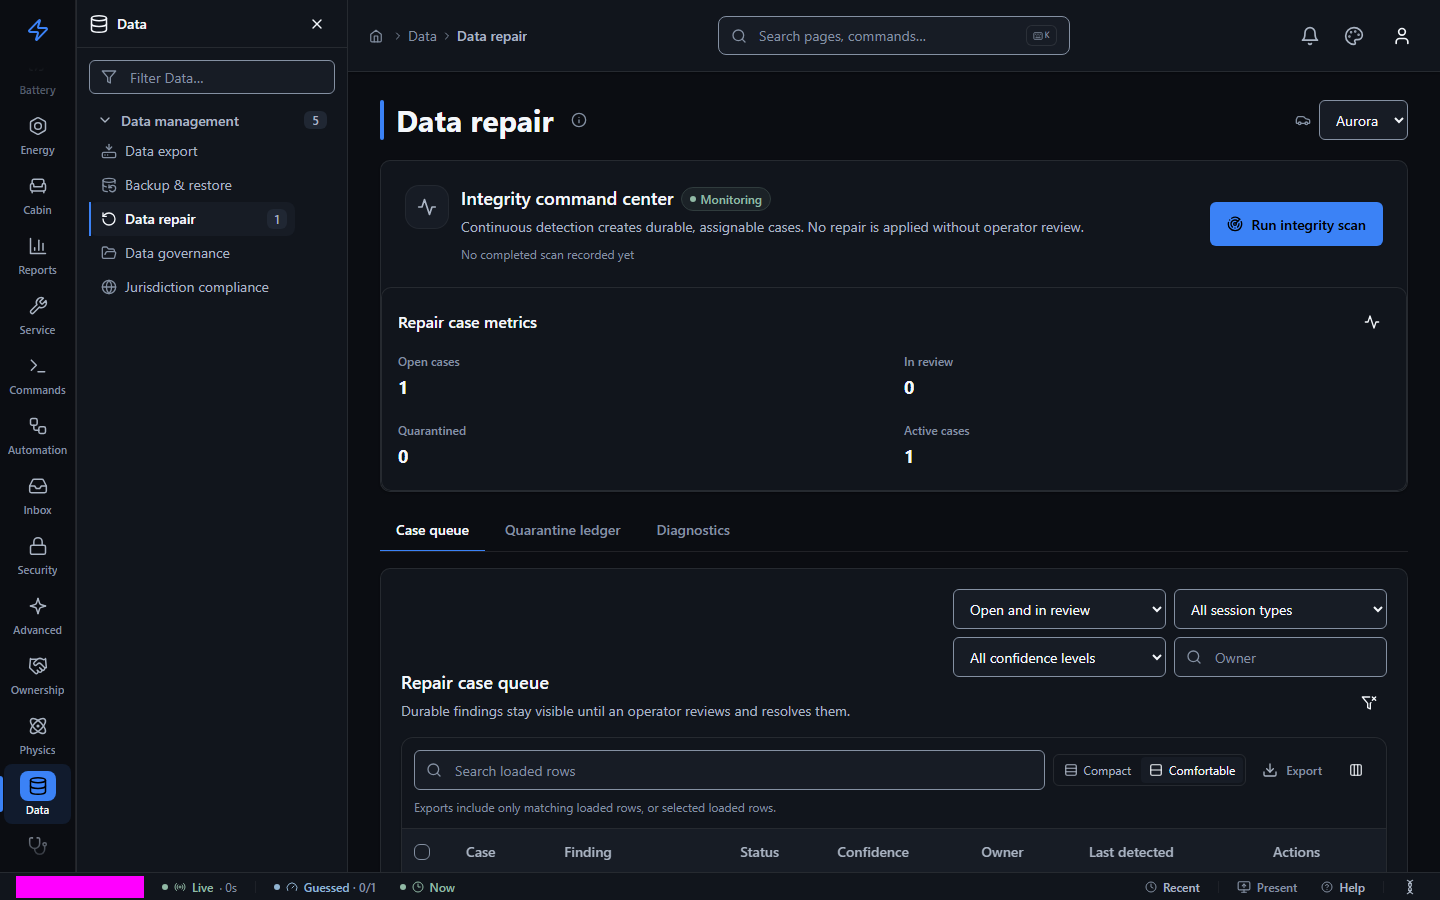 Battery
Energy
Cabin
Reports
Service
Commands
Automation
Inbox
Security
Advanced
Ownership
Physics
Data
Data
Filter Data...
Data management 5
Data export
Backup & restore
Data repair 1
Data governance
Jurisdiction compliance
Data Data repair
Search pages, commands... K
Data repair
Aurora
Integrity command center Monitoring
Continuous detection creates durable, assignable cases. No repair is applied without operator review.
No completed scan recorded yet
Run integrity scan
Repair case metrics
Open cases
1
In review
0
Quarantined
0
Active cases
1
Case queue Quarantine ledger Diagnostics
Open and in review All session types
All confidence levels Owner
Repair case queue
Durable findings stay visible until an operator reviews and resolves them.
Search loaded rows Compact Comfortable Export
Exports include only matching loaded rows, or selected loaded rows.
Case Finding Status Confidence Owner Last detected Actions
Live · 0s Guessed · 0/1 Now Recent Present Help